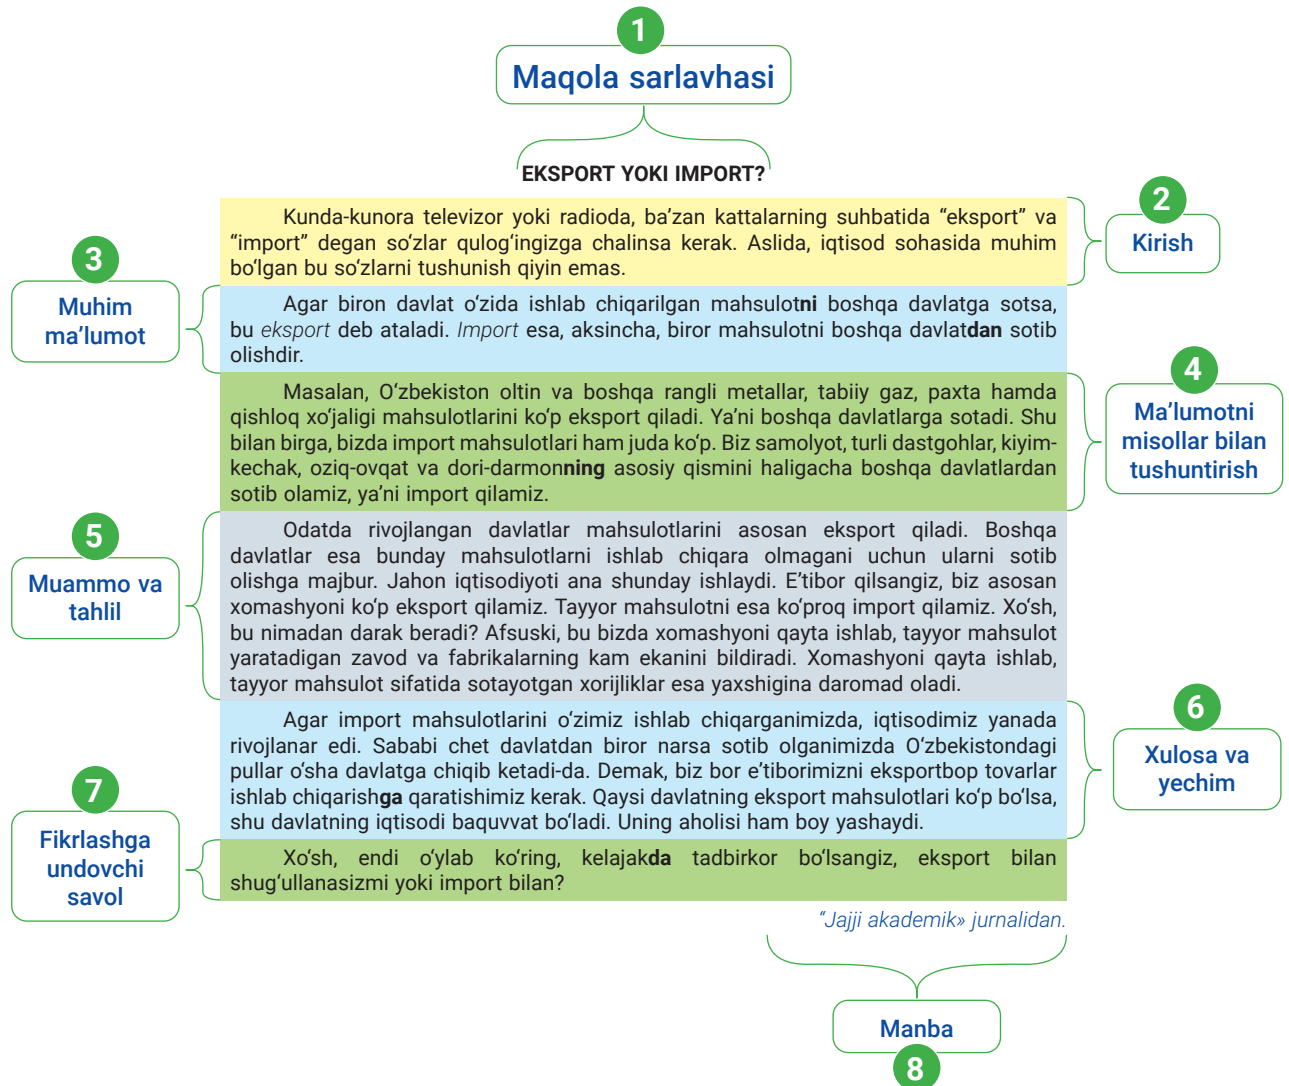 1
Maqola sarlavhasi
EKSPORT YOKI IMPORT?
2
Kirish
Kunda-kunora televizor yoki radioda, ba’zan kattalarning suhbatida “eksport” va
“import” degan so‘zlar qulog‘ingizga chalinsa kerak. Aslida, iqtisod sohasida muhim
bo‘lgan bu so‘zlarni tushunish qiyin emas.
3
Muhim
ma’lumot
Agar biron davlat o‘zida ishlab chiqarilgan mahsulotni boshqa davlatga sotsa,
bu eksport deb ataladi. Import esa, aksincha, biror mahsulotni boshqa davlatdan sotib
olishdir.
4
Ma’lumotni
misollar bilan
tushuntirish
Masalan, O‘zbekiston oltin va boshqa rangli metallar, tabiiy gaz, paxta hamda
qishloq xo‘jaligi mahsulotlarini ko‘p eksport qiladi. Ya’ni boshqa davlatlarga sotadi. Shu
bilan birga, bizda import mahsulotlari ham juda ko‘p. Biz samolyot, turli dastgohlar, kiyim-
kechak, oziq-ovqat va dori-darmonning asosiy qismini haligacha boshqa davlatlardan
sotib olamiz, ya’ni import qilamiz.
5
Muammo va
tahlil
Odatda rivojlangan davlatlar mahsulotlarini asosan eksport qiladi. Boshqa
davlatlar esa bunday mahsulotlarni ishlab chiqara olmagani uchun ularni sotib
olishga majbur. Jahon iqtisodiyoti ana shunday ishlaydi. E’tibor qilsangiz, biz asosan
xomashyoni ko‘p eksport qilamiz. Tayyor mahsulotni esa ko‘proq import qilamiz. Xo‘sh,
bu nimadan darak beradi? Afsuski, bu bizda xomashyoni qayta ishlab, tayyor mahsulot
yaratadigan zavod va fabrikalarning kam ekanini bildiradi. Xomashyoni qayta ishlab,
tayyor mahsulot sifatida sotayotgan xorijliklar esa yaxshigina daromad oladi.
6
Xulosa va
yechim
Agar import mahsulotlarini o‘zimiz ishlab chiqarganimizda, iqtisodimiz yanada
rivojlanar edi. Sababi chet davlatdan biror narsa sotib olganimizda O‘zbekistondagi
pullar o‘sha davlatga chiqib ketadi-da. Demak, biz bor e’tiborimizni eksportbop tovarlar
ishlab chiqarishga qaratishimiz kerak. Qaysi davlatning eksport mahsulotlari ko‘p bo‘lsa,
shu davlatning iqtisodi baquvvat bo‘ladi. Uning aholisi ham boy yashaydi.
7
Fikrlashga
undovchi
savol
Xo‘sh, endi o‘ylab ko‘ring, kelajakda tadbirkor bo‘lsangiz, eksport bilan
shug‘ullanasizmi yoki import bilan?
“Jajji akademik» jurnalidan.
Manba
8